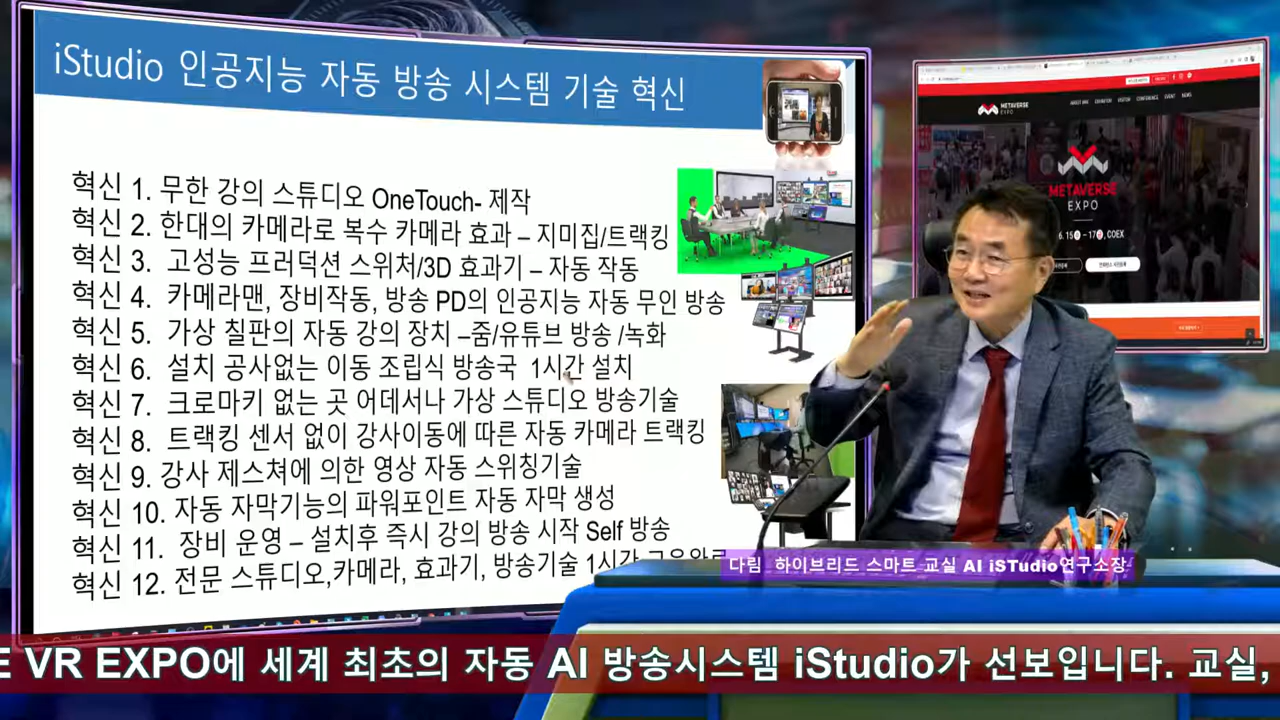 iStudio 인공지능 자동 방송 시스템 기술 혁신
혁신 1. 무한 강의 스튜디오 OneTouch- 제작
혁신 2. 한대의 카메라로 복수 카메라 효과 – 지미집/트랙킹
혁신 3. 고성능 프러덕션 스위처/3D 효과기 – 자동 작동
혁신 4. 카메라맨, 장비작동, 방송 PD의 인공지능 자동 무인 방송
혁신 5. 가상 칠판의 자동 강의 장치 –줌/유튜브 방송 /녹화
혁신 6. 설치 공사없는 이동 조립식 방송국 1시간 설치
혁신 7. 크로마키 없는 곳 어데서나 가상 스튜디오 방송기술
혁신 8. 트랙킹 센서 없이 강사이동에 따른 자동 카메라 트랙킹
혁신 9. 강사 제스쳐에 의한 영상 자동 스위칭기술
혁신 10. 자동 자막기능의 파워포인트 자동 자막 생성
혁신 11. 장비 운영 – 설치후 즉시 강의 방송 시작 Self 방송
혁신 12. 전문 스튜디오,카메라, 효과기, 방송기술 1시간
METAVERSE
EXPO
ABOUT MVE EXHIBITION VISITOR CONFERENCE EVENT NEWS
METAVERSE
EXPO
6. 15 – 17 , COEX
다림 하이브리드 스마트 교실 AI iSTudio연구소장
E VR EXPO에 세계 최초의 자동 AI 방송시스템 iStudio가 선보입니다. 교실,